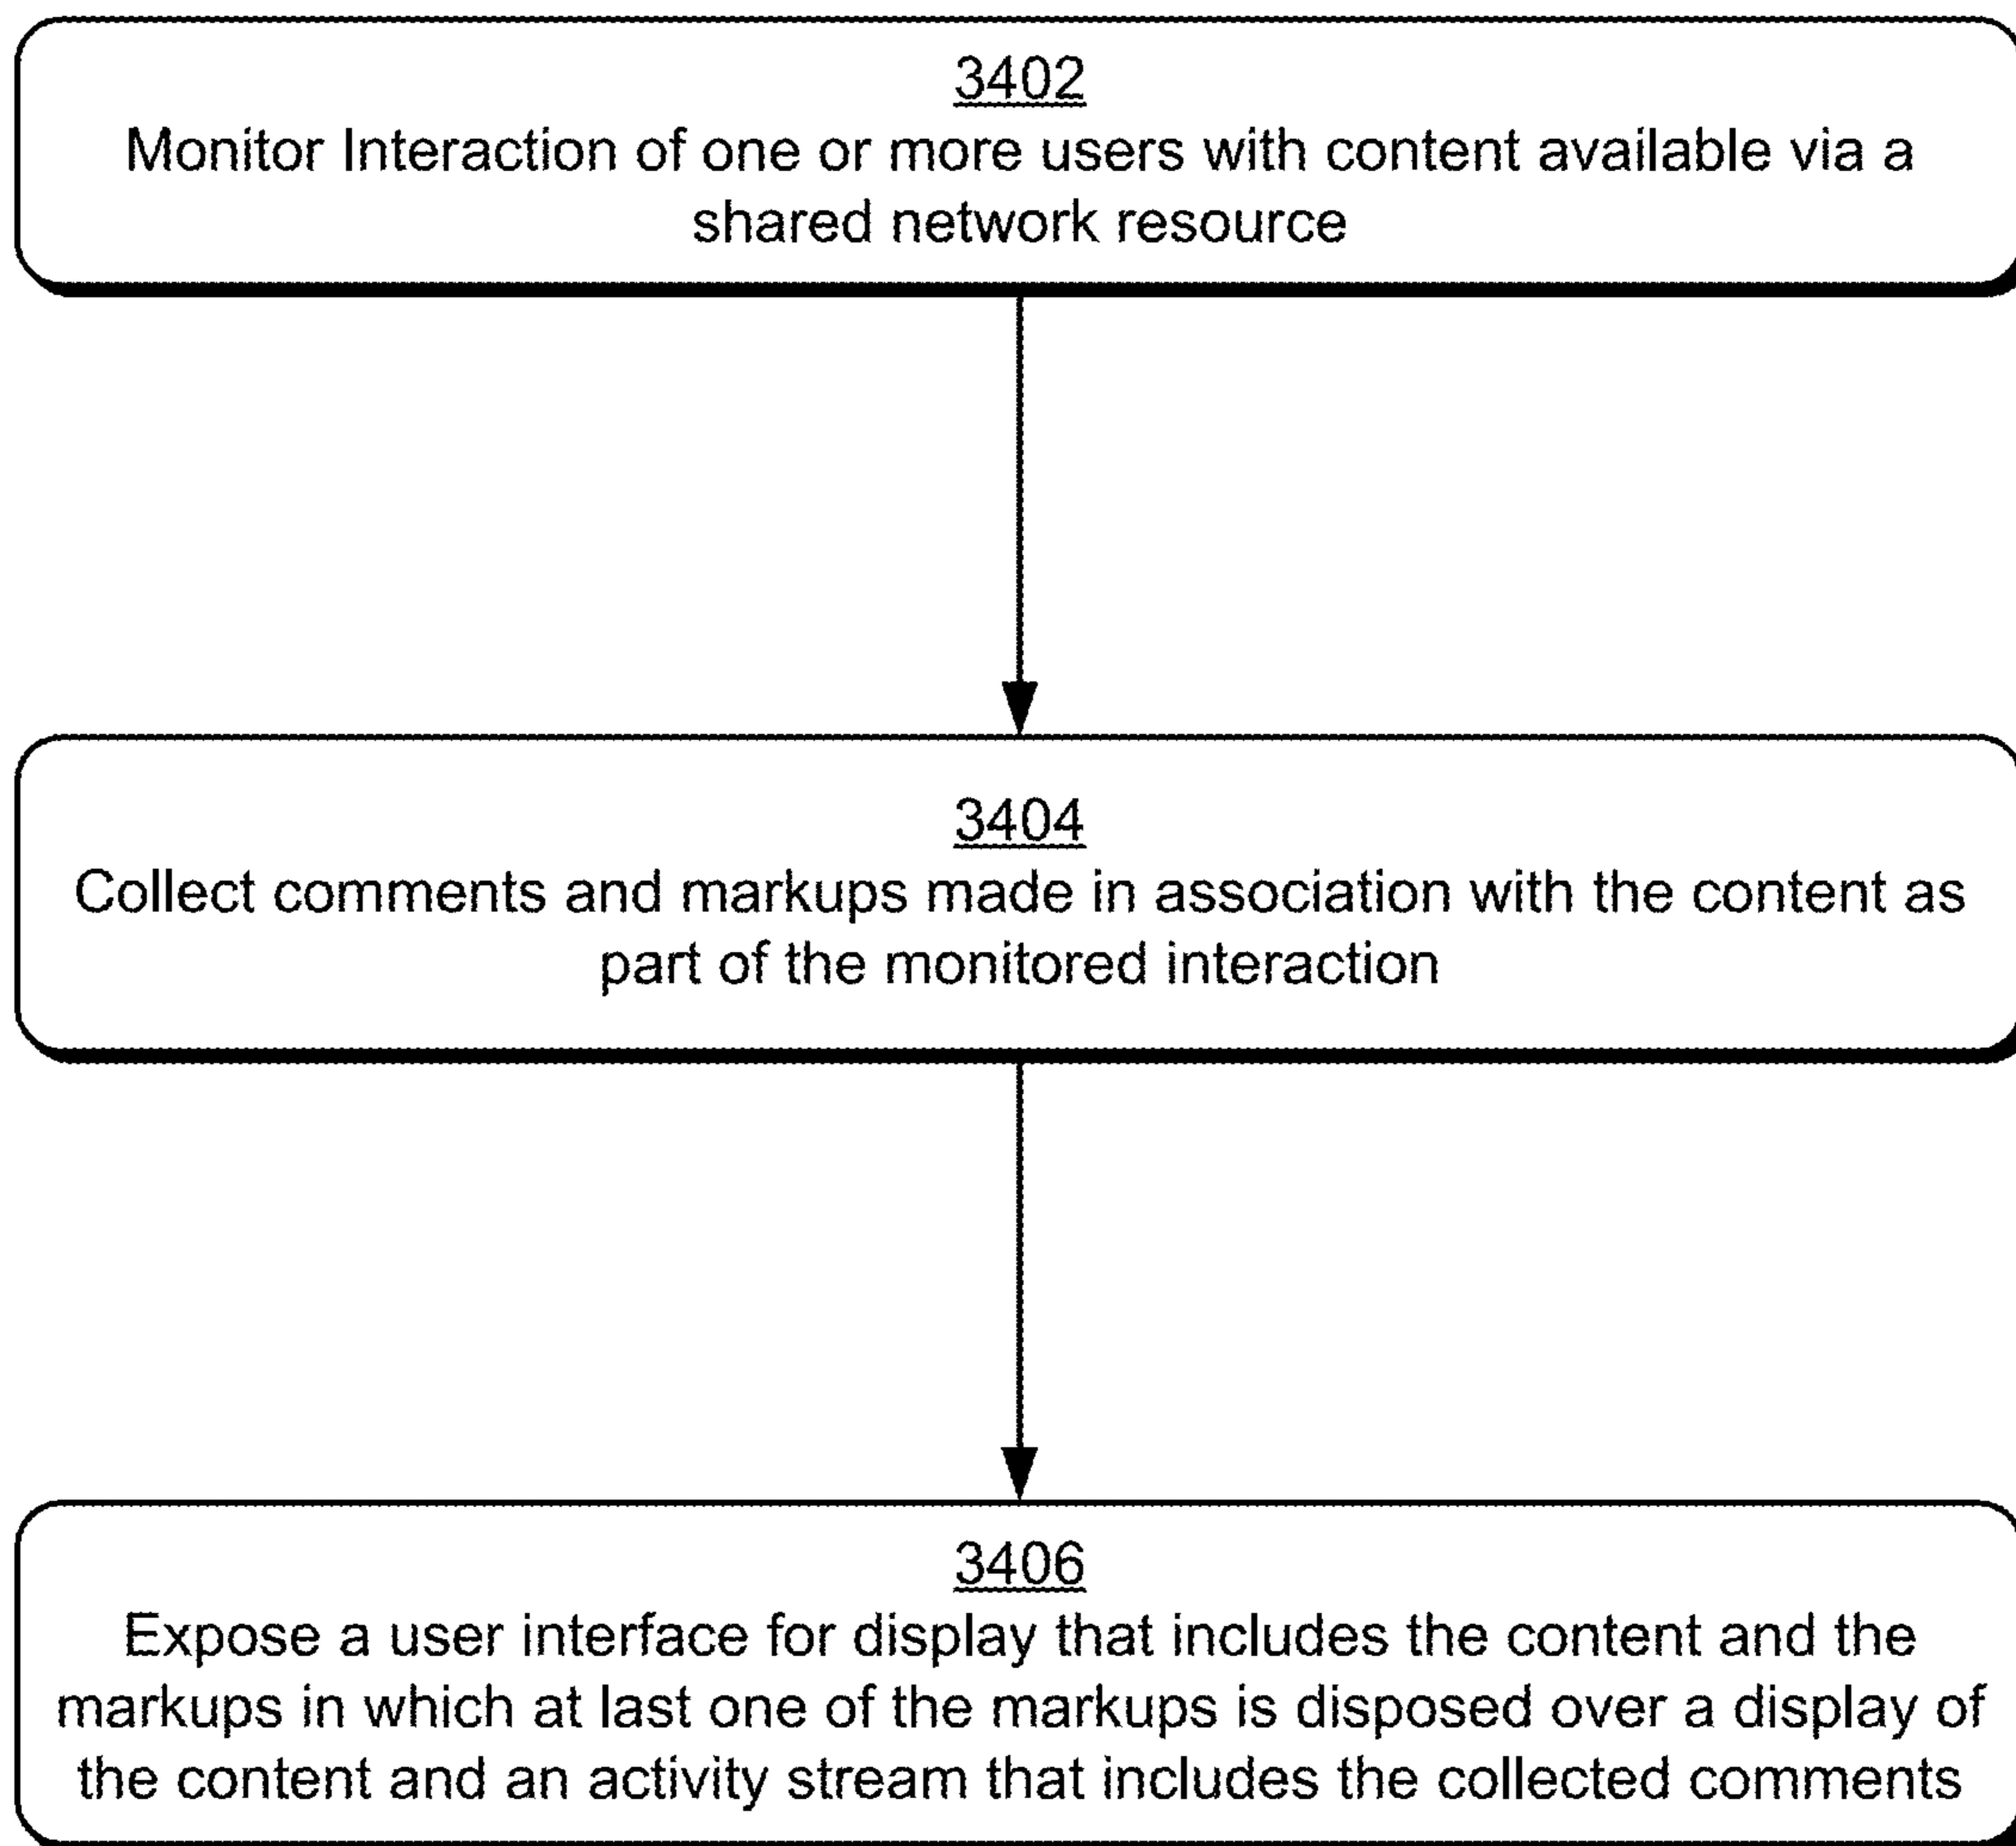 3402
Monitor Interaction of one or more users with content available via a
shared network resource
3404
Collect comments and markups made in association with the content as
part of the monitored interaction
3406
Expose a user interface for display that includes the content and the
markups in which at last one of the markups is disposed over a display of
the content and an activity stream that includes the collected comments